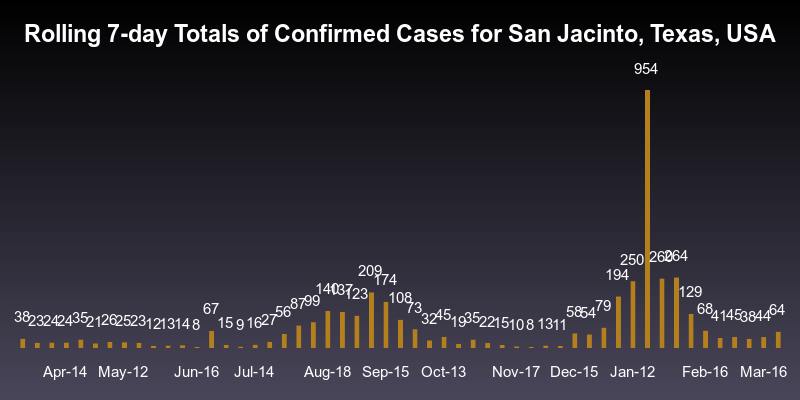 Rolling 7-day Totals of Confirmed Cases for San Jacinto, Texas, USA
954
38 23 24 24 35 21 26 25 23 12 13 14 8 67 15 9 16 27 56 87 99 140 137 123 209 174 108 73 32 45 19 35 22 15 10 8 13 11 58 54 79 194 250 260 264 129 68 41 45 38 44 64
Apr-14 May-12 Jun-16 Jul-14 Aug-18 Sep-15 Oct-13 Nov-17 Dec-15 Jan-12 Feb-16 Mar-16